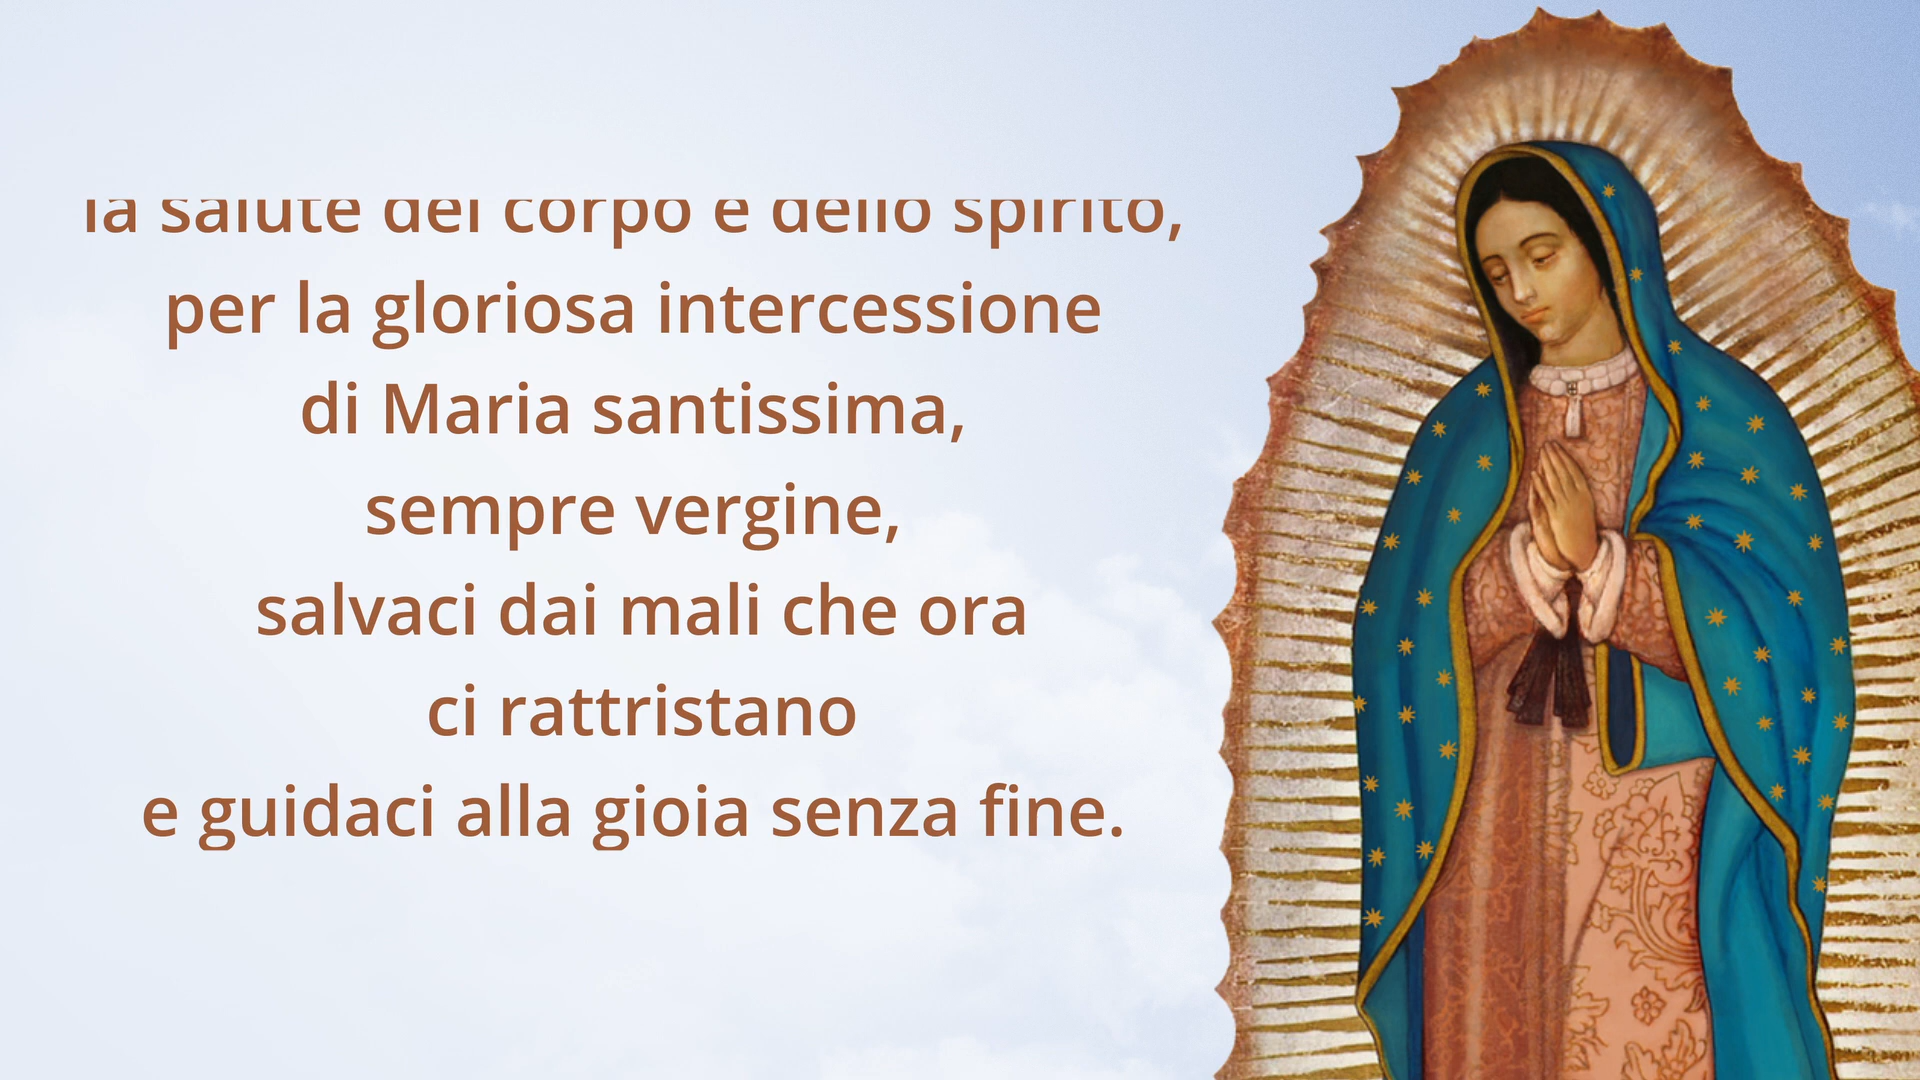 la salute del corpo e dello spirito,
per la gloriosa intercessione
di Maria santissima,
sempre vergine,
salvaci dai mali che ora
ci rattristano
e guidaci alla gioia senza fine.